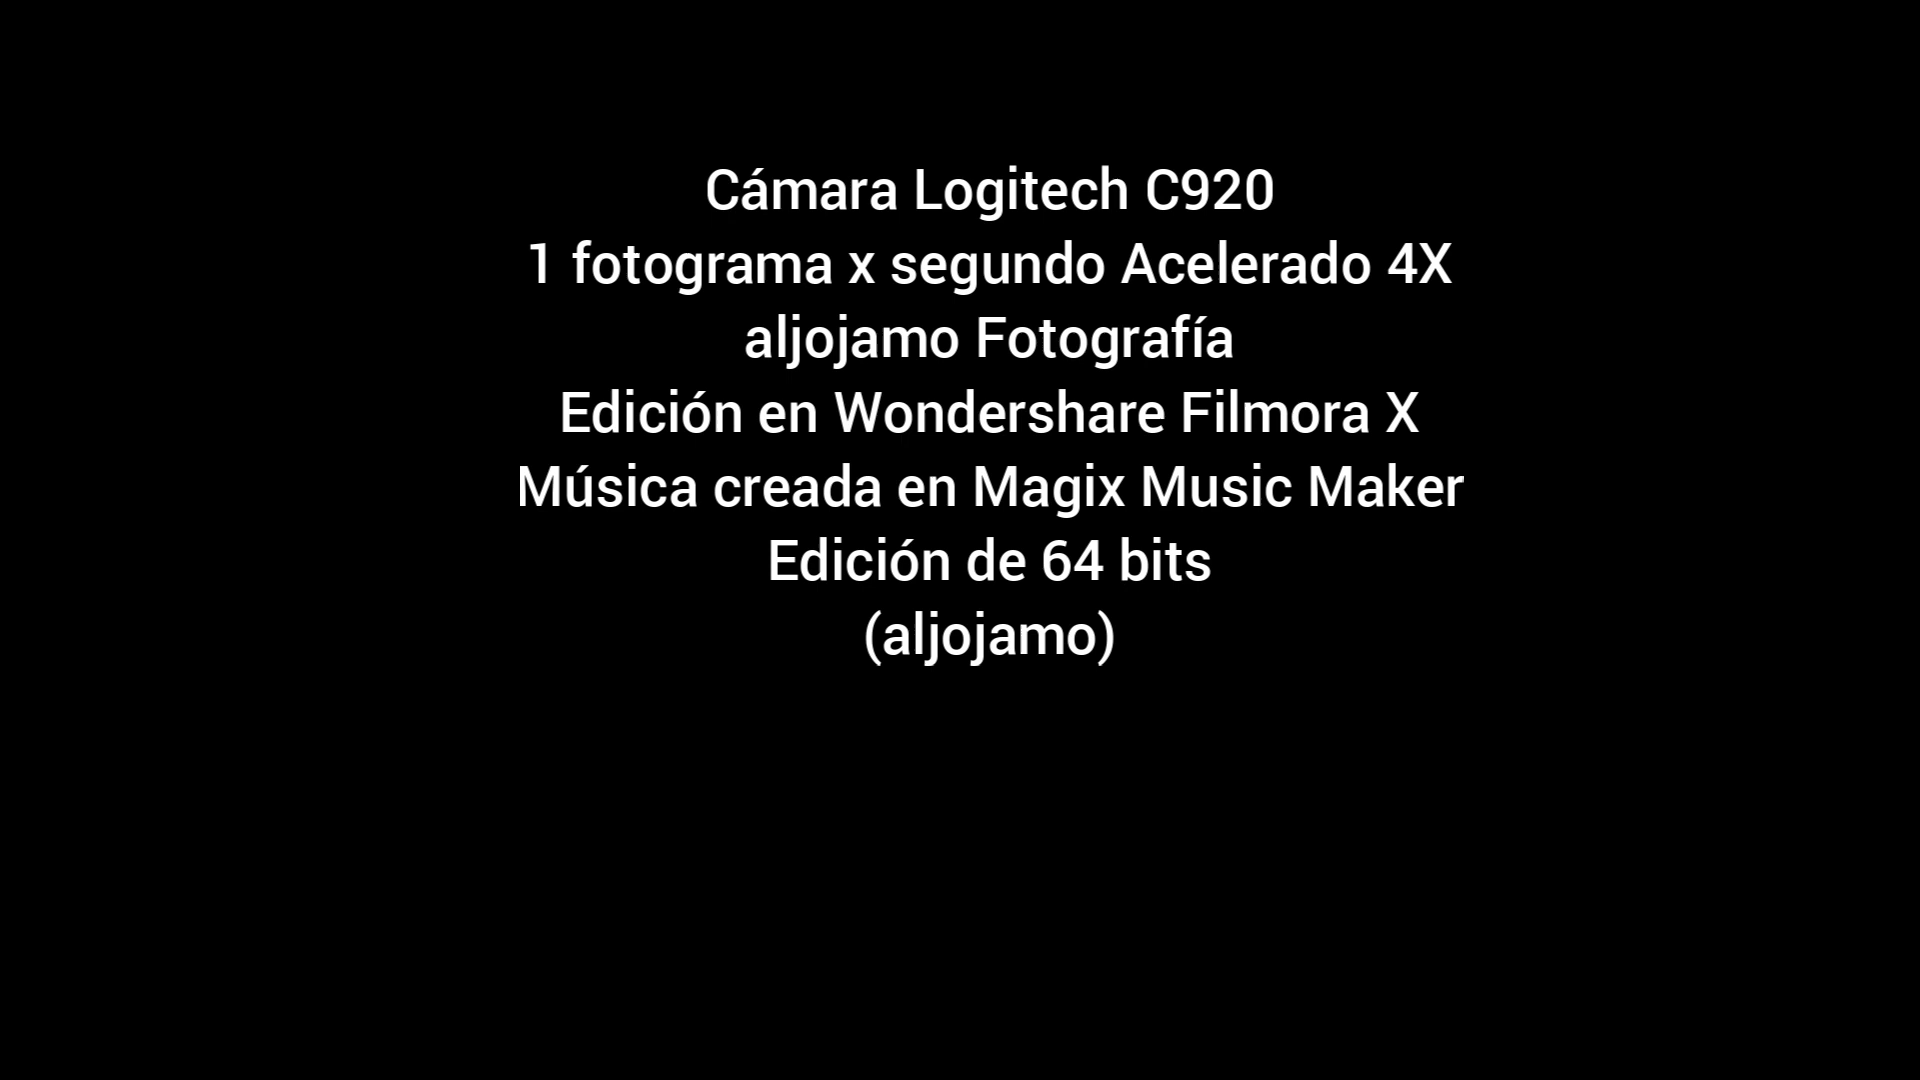 Cámara Logitech C920
1 fotograma x segundo Acelerado 4X
aljojamo Fotografía
Edición en Wondershare Filmora X
Música creada en Magix Music Maker
Edición de 64 bits
(aljojamo)